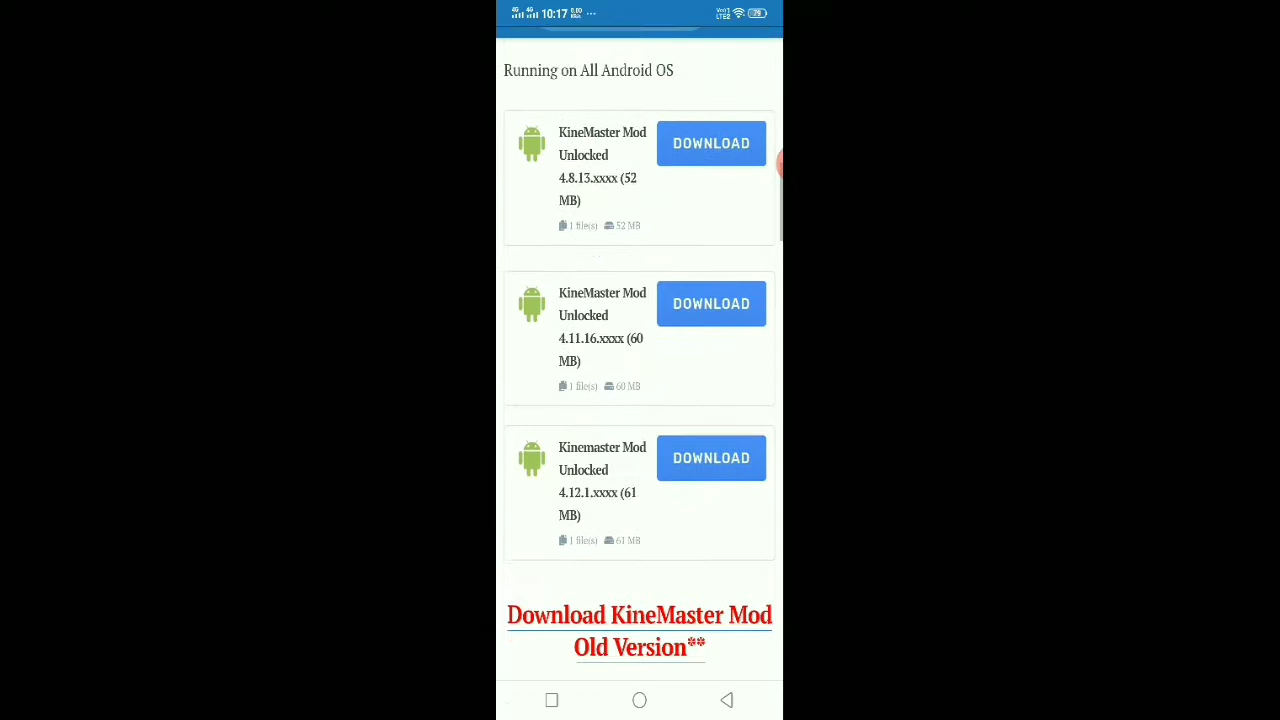 10:17
79
Running on All Android OS
KineMaster Mod
Unlocked
4.8.13.xxxx (52
MB)
DOWNLOAD
1 file(s) 52 MB
KineMaster Mod
Unlocked
4.11.16.xxxx (60
MB)
DOWNLOAD
1 file(s) 60 MB
Kinemaster Mod
Unlocked
4.12.1.xxxx (61
MB)
DOWNLOAD
1 file(s) 61 MB
Download KineMaster Mod
Old Version**